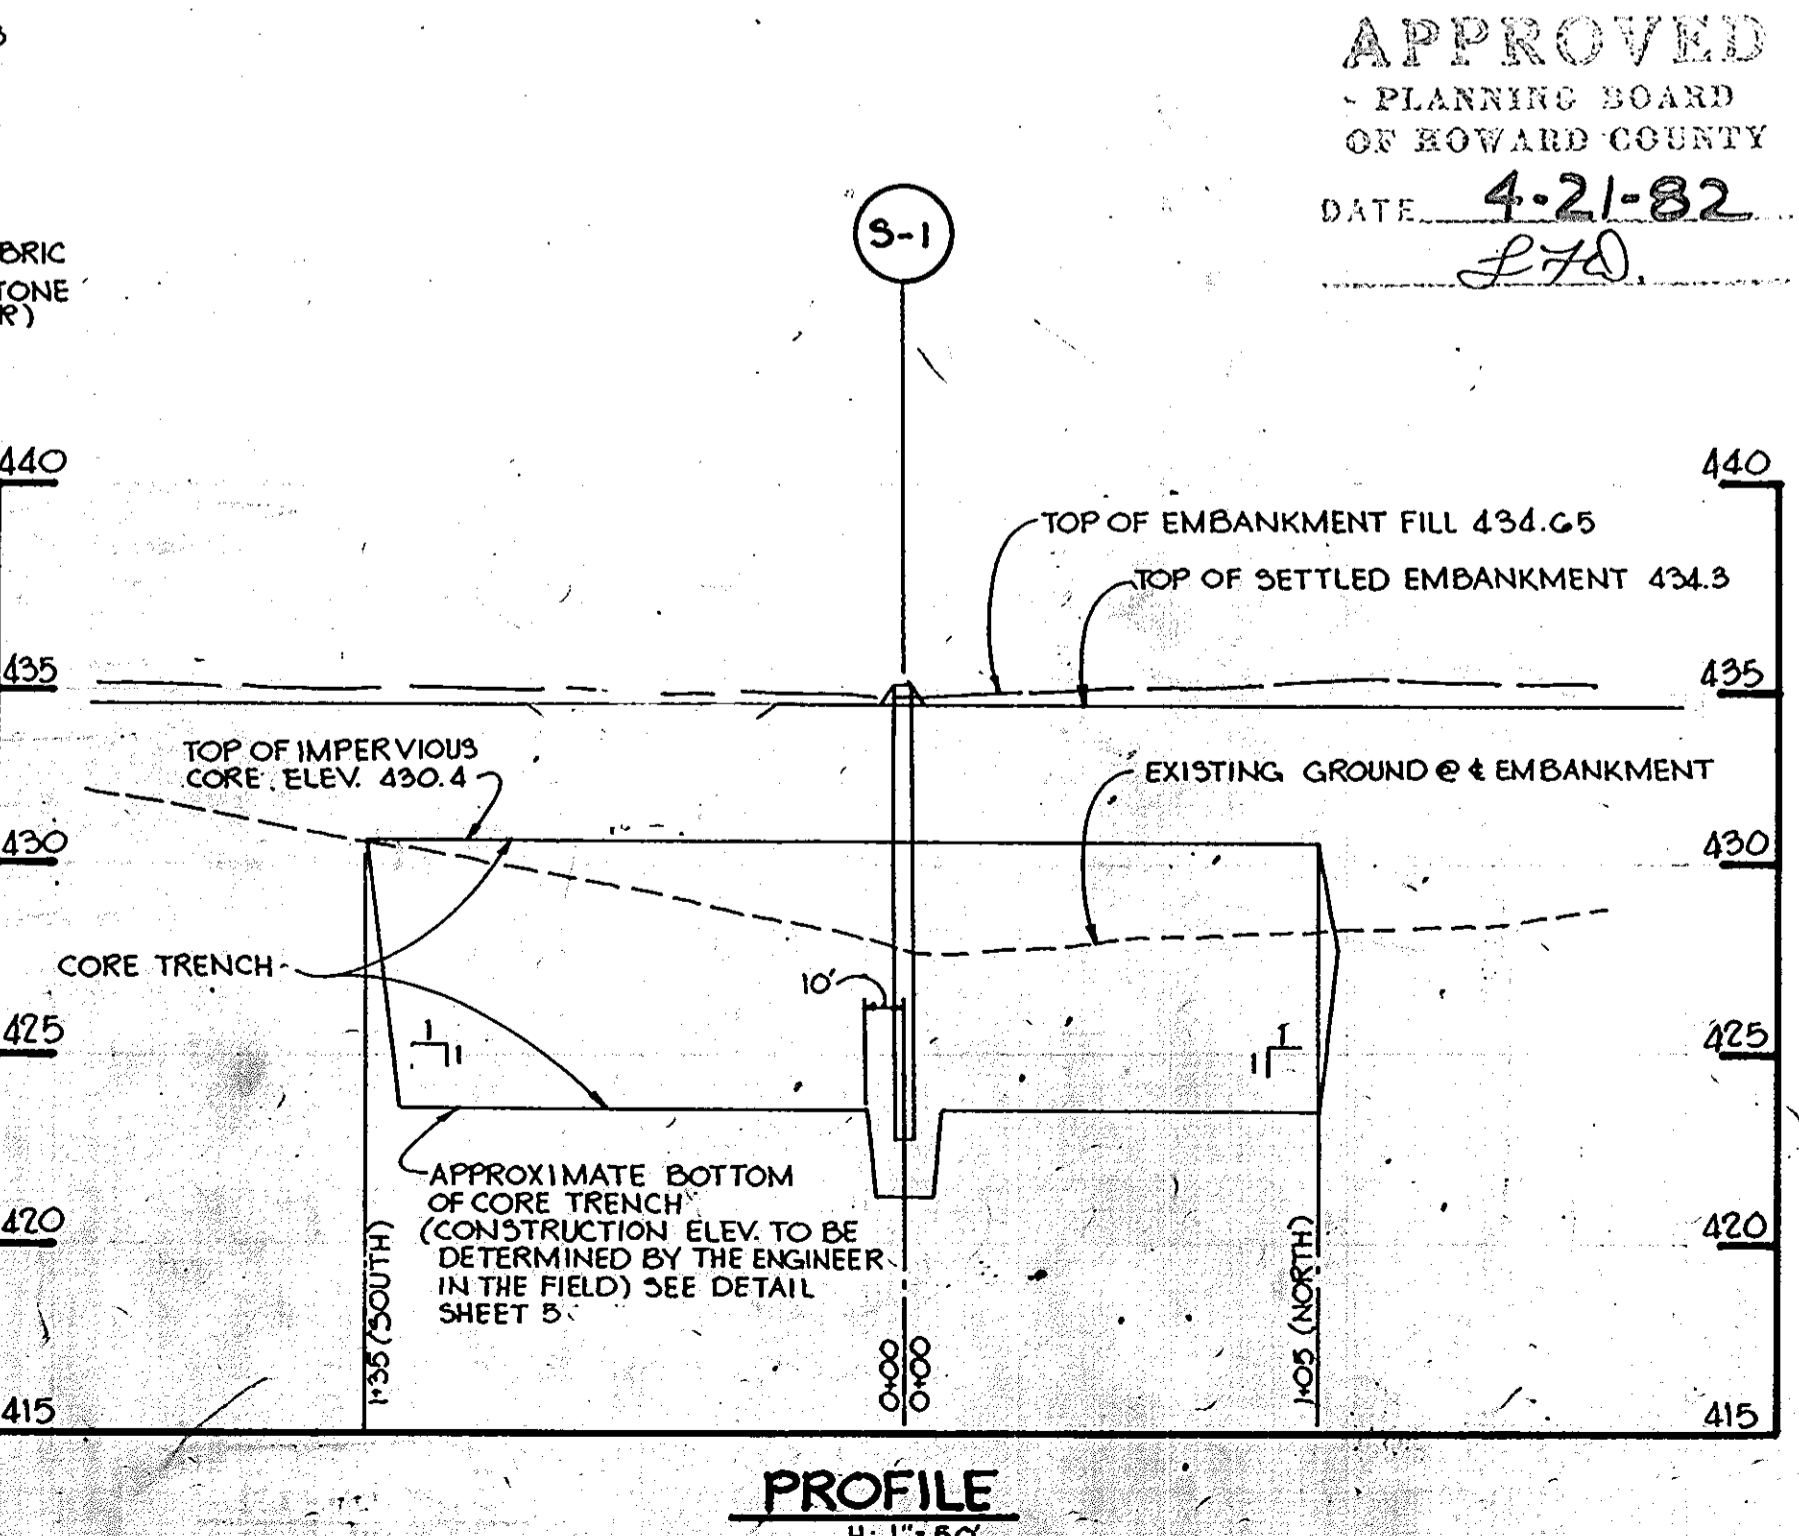 APPROVED
PLANNING BOARD
OF HOWARD COUNTY
DATE 4-21-82
S-1
440
440
TOP OF EMBANKMENT FILL 434.65
TOP OF SETTLED EMBANKMENT 434.3
435
435
TOP OF IMPERVIOUS
CORE ELEV. 430.4
EXISTING GROUND @ ℄ EMBANKMENT
430
430
CORE TRENCH
10'
425
1
1
1
1
425
APPROXIMATE BOTTOM
OF CORE TRENCH
(CONSTRUCTION ELEV. TO BE
DETERMINED BY THE ENGINEER
IN THE FIELD) SEE DETAIL
SHEET 5.
420
420
1+35 (SOUTH)
0+00
0+00
1+05 (NORTH)
415
415
PROFILE